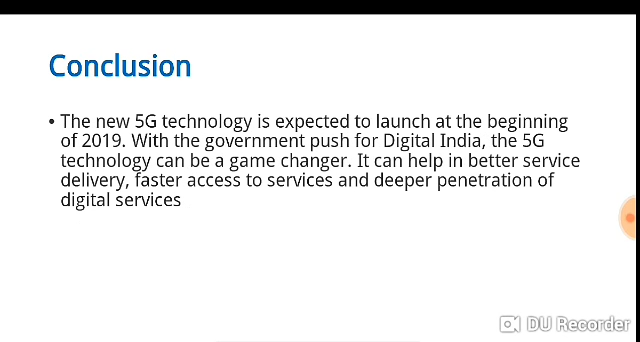 Conclusion
• The new 5G technology is expected to launch at the beginning
of 2019. With the government push for Digital India, the 5G
technology can be a game changer. It can help in better service
delivery, faster access to services and deeper penetration of
digital services
DU Recorder